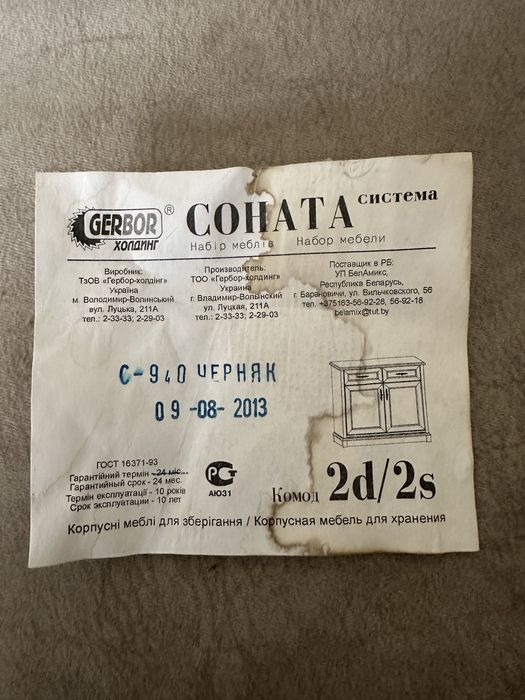 GERBOR®
ХОЛДИНГ
СОНАТА система
Набір меблів Набор мебели
Виробник:
ТзОВ «Гербор-холдінг»
Україна
м. Володимир-Волинський
вул. Луцька, 211А
тел.: 2-33-33; 2-29-03
Производитель:
ТОО «Гербор-холдинг»
Украина
г. Владимир-Волынский
ул. Луцкая, 211А
тел.: 2-33-33; 2-29-03
Поставщик в РБ:
УП БелАмикс,
Республика Беларусь,
г. Барановичи, ул. Вильчковского, 56
тел. +375163-56-92-28, 56-92-18
belamix@tut.by
С-940 ЧЕРНЯК
09-08-2013
ГОСТ 16371-93
Гарантійний термін - 24 міс.
Гарантийный срок - 24 мес.
Термін експлуатації - 10 років
Срок эксплуатации - 10 лет
РСТ
АЮ31
Комод 2d/2s
Корпусні меблі для зберігання / Корпусная мебель для хранения